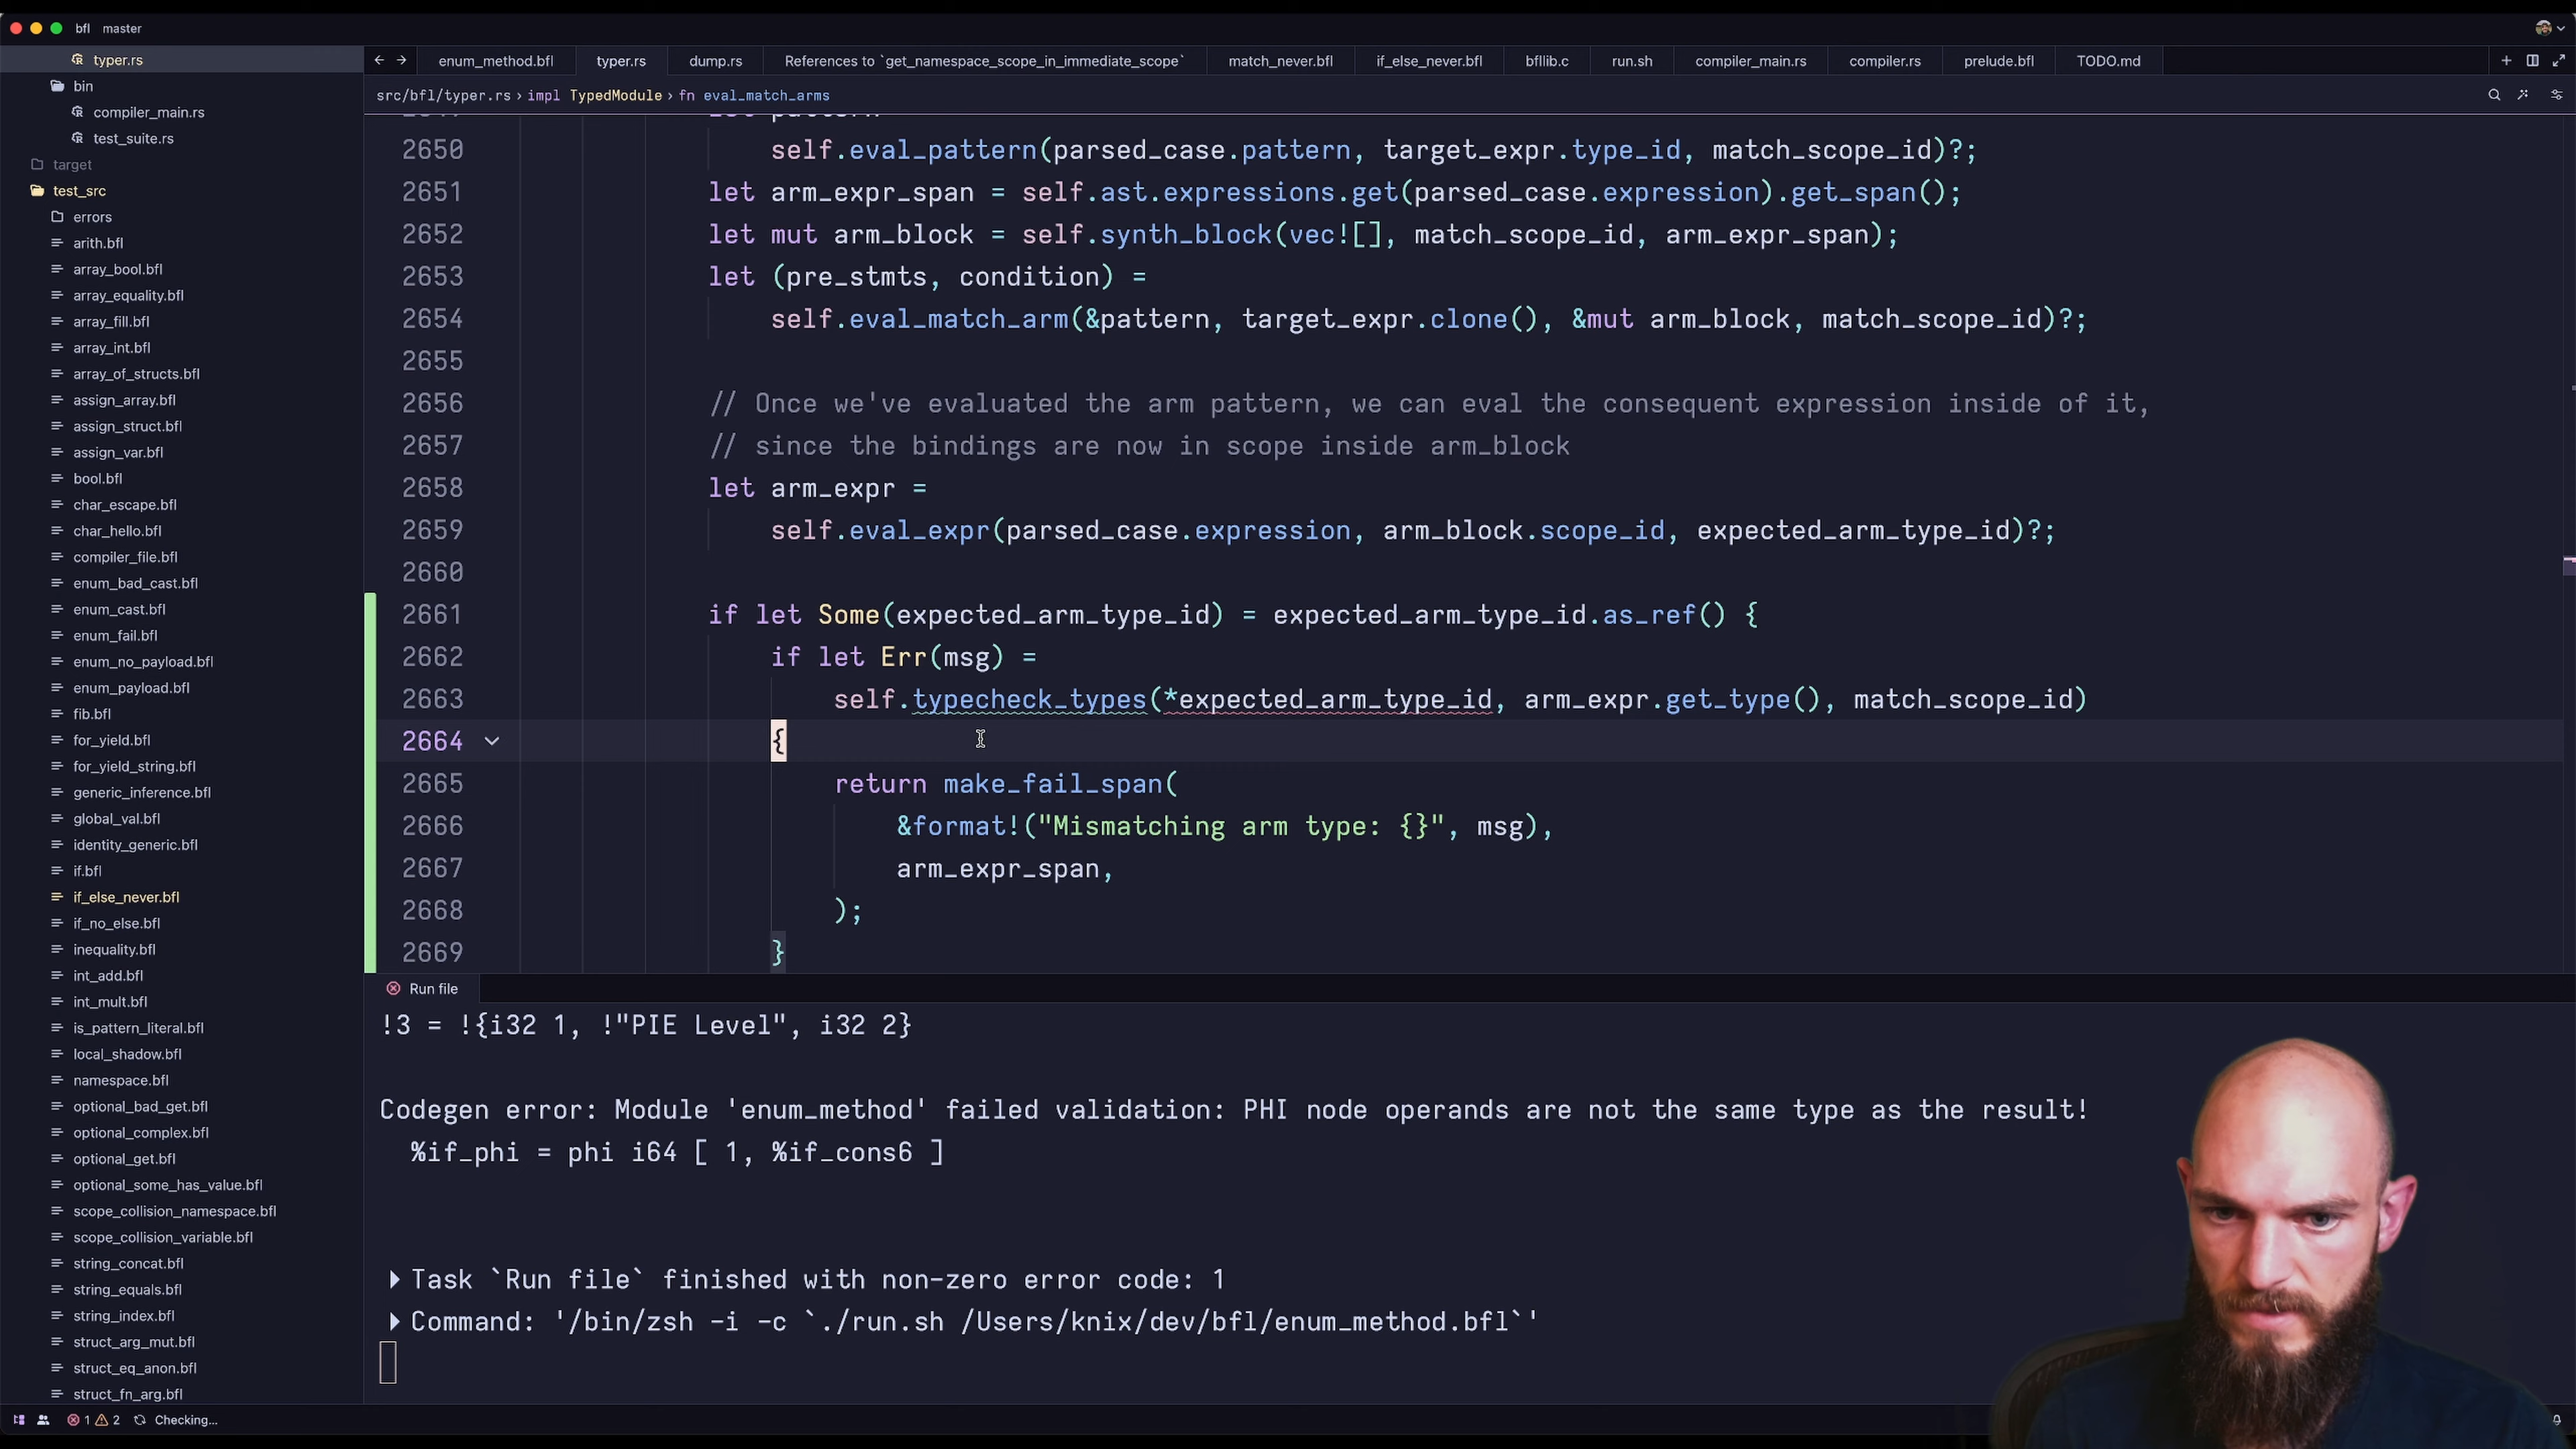 bfl master
typer.rs
bin
compiler_main.rs
test_suite.rs
target
test_src
errors
arith.bfl
array_bool.bfl
array_equality.bfl
array_fill.bfl
array_int.bfl
array_of_structs.bfl
assign_array.bfl
assign_struct.bfl
assign_var.bfl
bool.bfl
char_escape.bfl
char_hello.bfl
compiler_file.bfl
enum_bad_cast.bfl
enum_cast.bfl
enum_fail.bfl
enum_no_payload.bfl
enum_payload.bfl
fib.bfl
for_yield.bfl
for_yield_string.bfl
generic_inference.bfl
global_val.bfl
identity_generic.bfl
if.bfl
if_else_never.bfl
if_no_else.bfl
inequality.bfl
int_add.bfl
int_mult.bfl
is_pattern_literal.bfl
local_shadow.bfl
namespace.bfl
optional_bad_get.bfl
optional_complex.bfl
optional_get.bfl
optional_some_has_value.bfl
scope_collision_namespace.bfl
scope_collision_variable.bfl
string_concat.bfl
string_equals.bfl
string_index.bfl
struct_arg_mut.bfl
struct_eq_anon.bfl
struct_fn_arg.bfl
enum_method.bfl typer.rs dump.rs References to `get_namespace_scope_in_immediate_scope` match_never.bfl if_else_never.bfl bfllib.c run.sh compiler_main.rs compiler.rs prelude.bfl TODO.md
src/bfl/typer.rs › impl TypedModule › fn eval_match_arms
2650 self.eval_pattern(parsed_case.pattern, target_expr.type_id, match_scope_id)?;
2651 let arm_expr_span = self.ast.expressions.get(parsed_case.expression).get_span();
2652 let mut arm_block = self.synth_block(vec![], match_scope_id, arm_expr_span);
2653 let (pre_stmts, condition) =
2654 self.eval_match_arm(&pattern, target_expr.clone(), &mut arm_block, match_scope_id)?;
2655
2656 // Once we've evaluated the arm pattern, we can eval the consequent expression inside of it,
2657 // since the bindings are now in scope inside arm_block
2658 let arm_expr =
2659 self.eval_expr(parsed_case.expression, arm_block.scope_id, expected_arm_type_id)?;
2660
2661 if let Some(expected_arm_type_id) = expected_arm_type_id.as_ref() {
2662 if let Err(msg) =
2663 self.typecheck_types(*expected_arm_type_id, arm_expr.get_type(), match_scope_id)
2664 {
2665 return make_fail_span(
2666 &format!("Mismatching arm type: {}", msg),
2667 arm_expr_span,
2668 );
2669 }
Run file
!3 = !{i32 1, !"PIE Level", i32 2}
Codegen error: Module 'enum_method' failed validation: PHI node operands are not the same type as the result!
%if_phi = phi i64 [ 1, %if_cons6 ]
Task `Run file` finished with non-zero error code: 1
Command: '/bin/zsh -i -c `./run.sh /Users/knix/dev/bfl/enum_method.bfl`'
1 2 Checking...